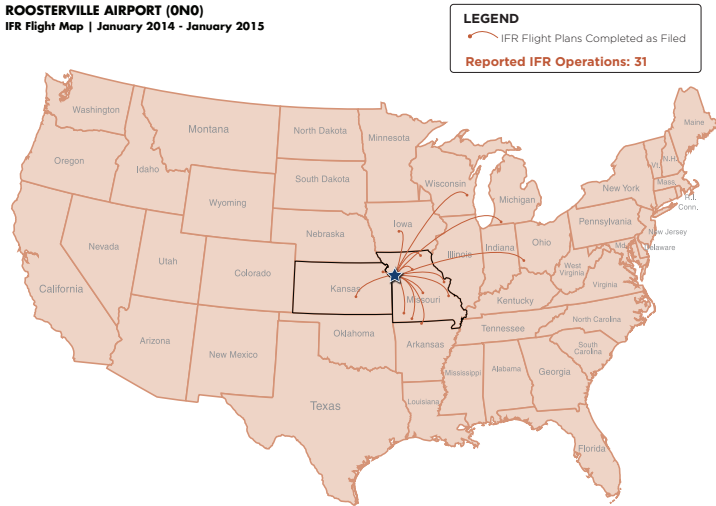 ROOSTERVILLE AIRPORT (0N0)
IFR Flight Map | January 2014 - January 2015
LEGEND
IFR Flight Plans Completed as Filed
Reported IFR Operations: 31
Washington
Montana
North Dakota
Minnesota
Maine
Oregon
Idaho
Vt.
N.H.
South Dakota
Wisconsin
Michigan
New York
Mass.
R.I.
Conn.
Wyoming
Iowa
Pennsylvania
New Jersey
Nebraska
Nevada
Utah
Illinois
Indiana
Ohio
Md.
Delaware
Colorado
Kansas
Missouri
West
Virginia
Virginia
California
Kentucky
North Carolina
Tennessee
Arizona
New Mexico
Oklahoma
Arkansas
South
Carolina
Mississippi
Alabama
Georgia
Texas
Louisiana
Florida